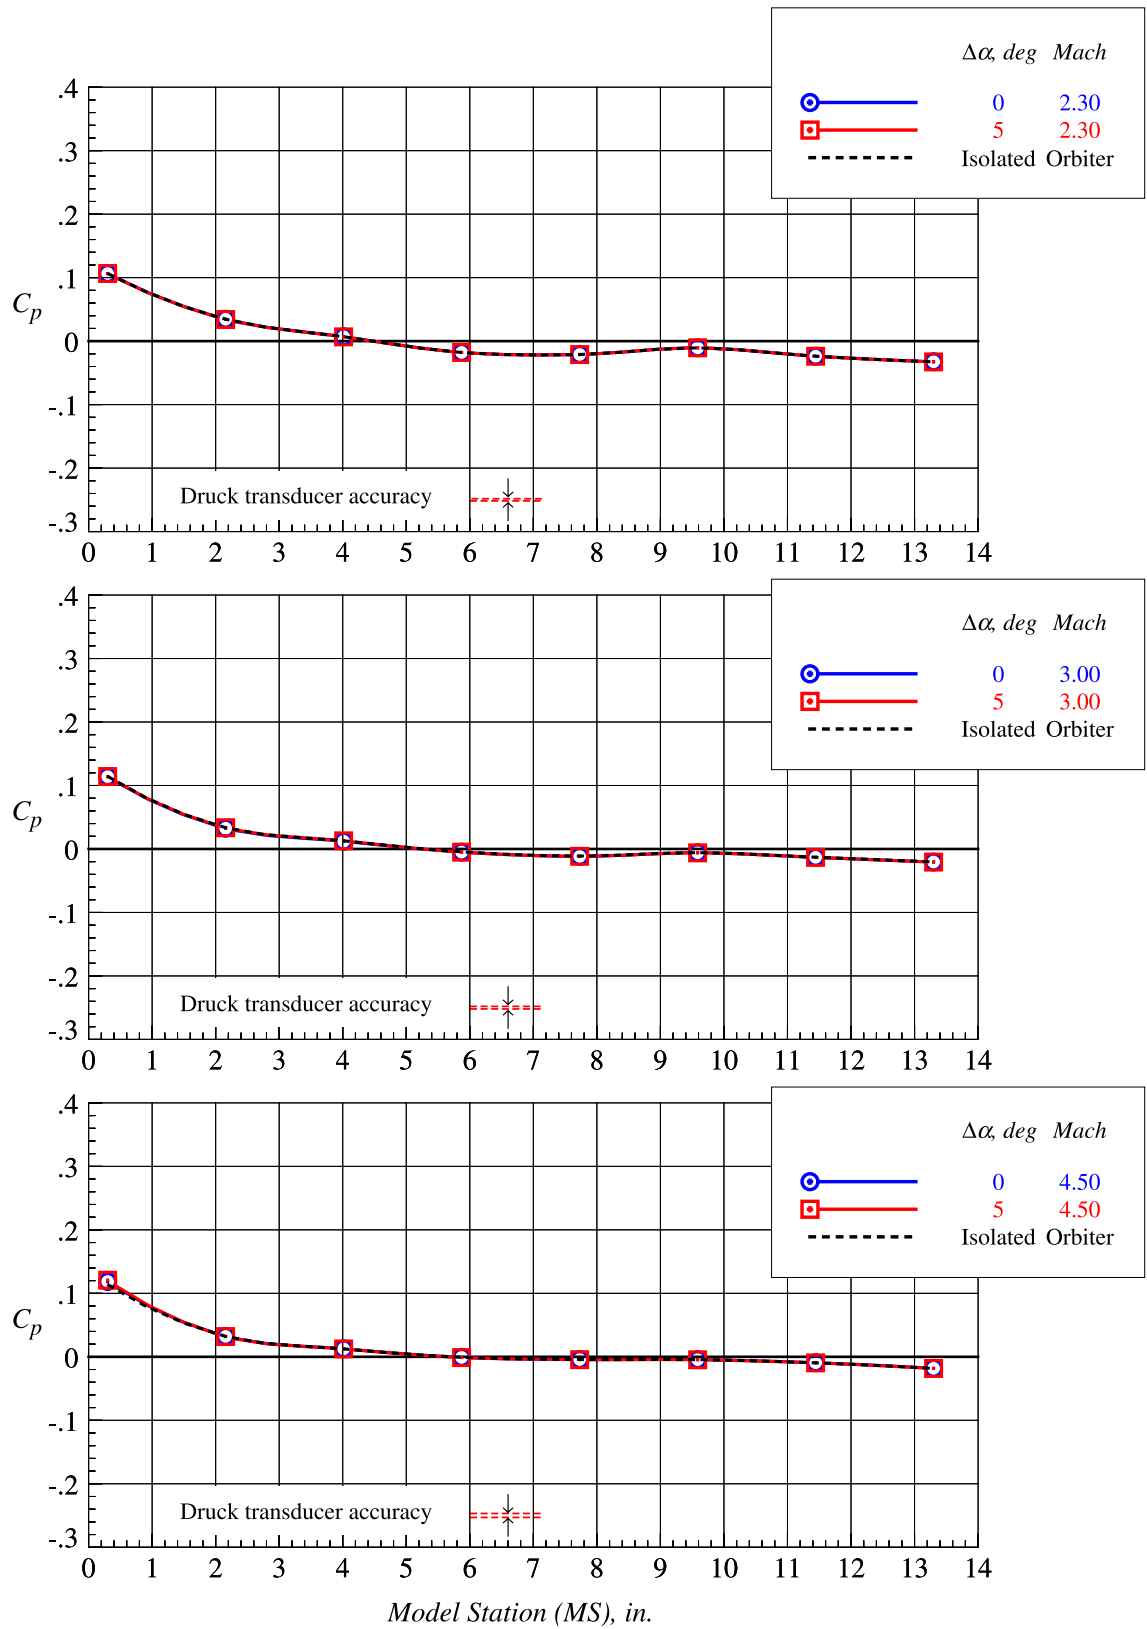 Δα, deg Mach
0 2.30
5 2.30
Isolated Orbiter
.4
.3
.2
.1
0
-.1
-.2
-.3
Cp
Druck transducer accuracy
0 1 2 3 4 5 6 7 8 9 10 11 12 13 14
Δα, deg Mach
0 3.00
5 3.00
Isolated Orbiter
.4
.3
.2
.1
0
-.1
-.2
-.3
Cp
Druck transducer accuracy
0 1 2 3 4 5 6 7 8 9 10 11 12 13 14
Δα, deg Mach
0 4.50
5 4.50
Isolated Orbiter
.4
.3
.2
.1
0
-.1
-.2
-.3
Cp
Druck transducer accuracy
0 1 2 3 4 5 6 7 8 9 10 11 12 13 14
Model Station (MS), in.